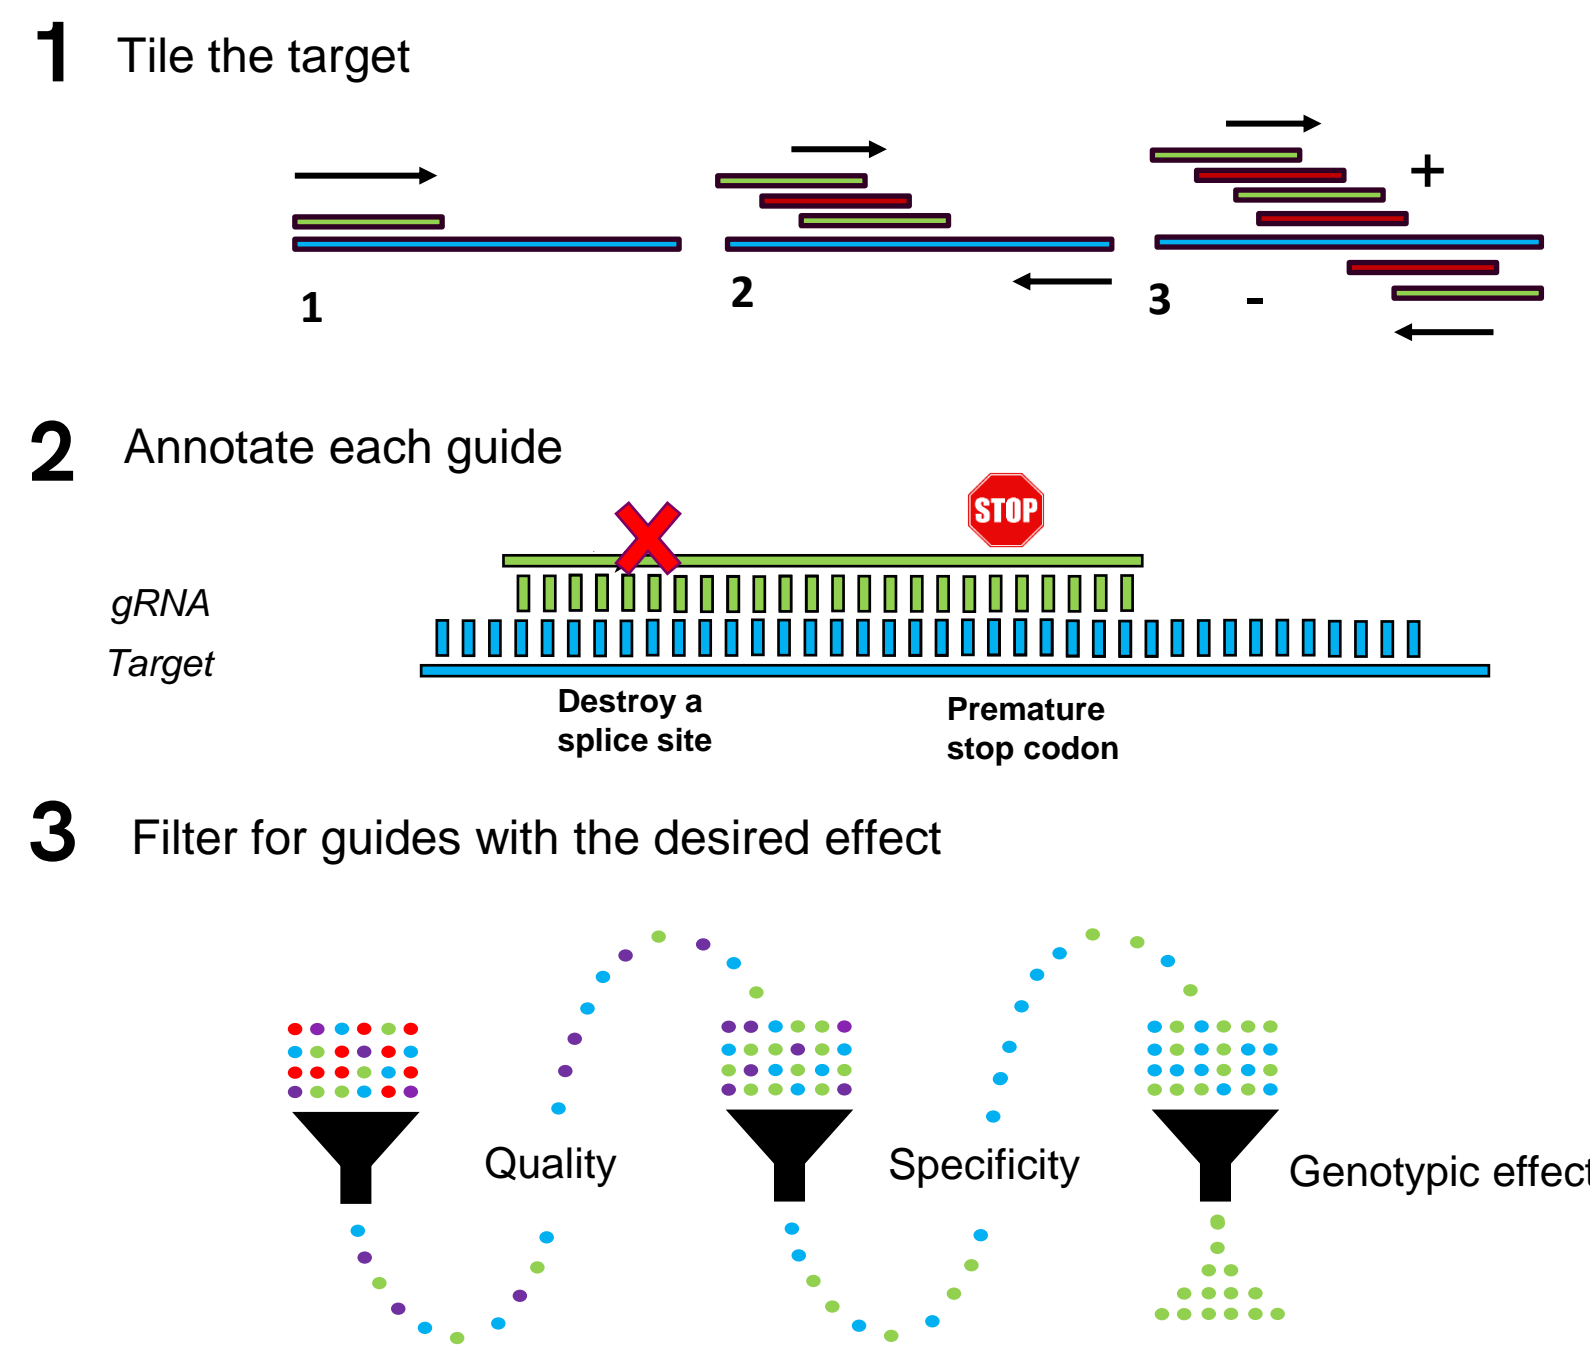 1 Tile the target
+
1
2
3 -
2 Annotate each guide
STOP
gRNA
Target
Destroy a
splice site
Premature
stop codon
3 Filter for guides with the desired effect
Quality
Specificity
Genotypic effect